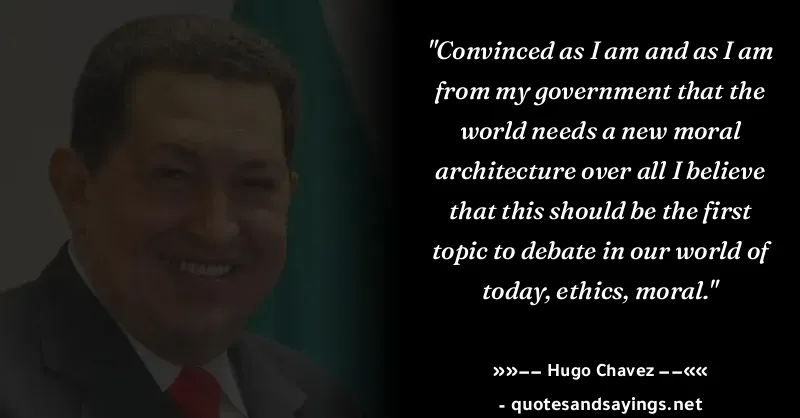 "Convinced as I am and as I am
from my government that the
world needs a new moral
architecture over all I believe
that this should be the first
topic to debate in our world of
today, ethics, moral."
»»−− Hugo Chavez −−««
- quotesandsayings.net